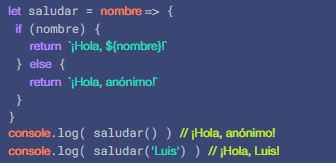 let saludar = nombre => {
if (nombre) {
return `¡Hola, ${nombre}!`
} else {
return `¡Hola, anónimo!`
}
}
console.log( saludar() ) // ¡Hola, anónimo!
console.log( saludar('Luis') ) // ¡Hola, Luis!